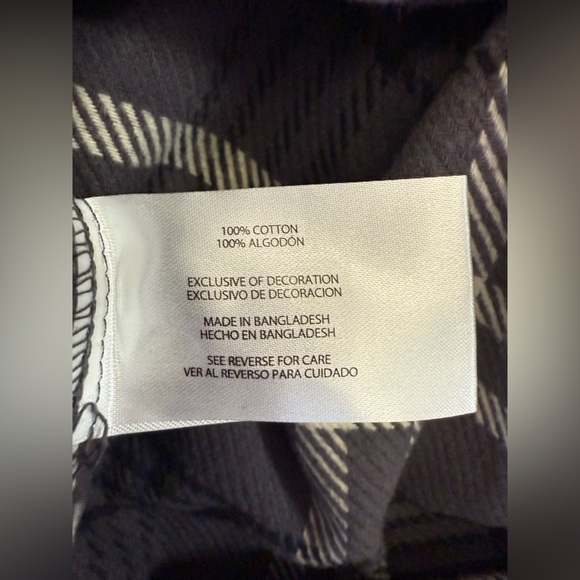 100% COTTON
100% ALGODÓN
EXCLUSIVE OF DECORATION
EXCLUSIVO DE DECORACION
MADE IN BANGLADESH
HECHO EN BANGLADESH
SEE REVERSE FOR CARE
VER AL REVERSO PARA CUIDADO